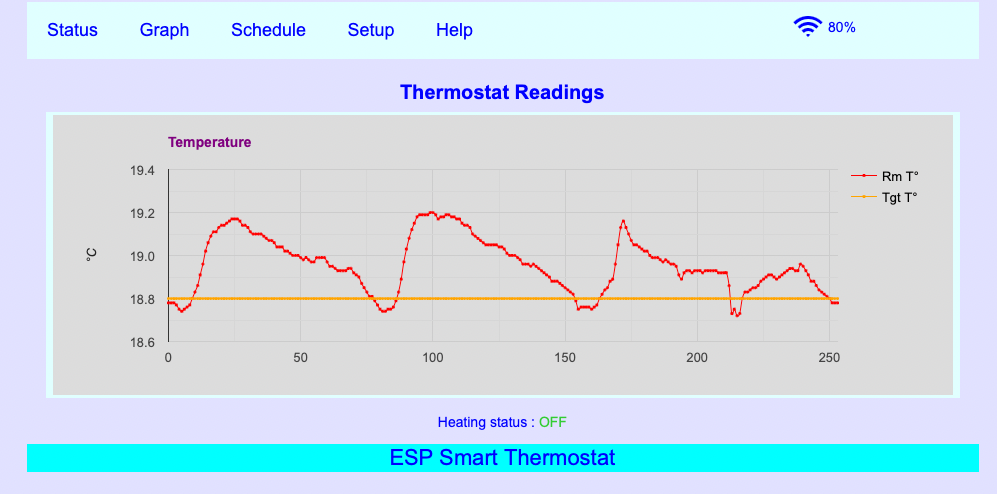 Status Graph Schedule Setup Help 80%
Thermostat Readings
Temperature
19.4
19.2
19.0
18.8
18.6
°C
0 50 100 150 200 250
Rm T°
Tgt T°
Heating status : OFF
ESP Smart Thermostat